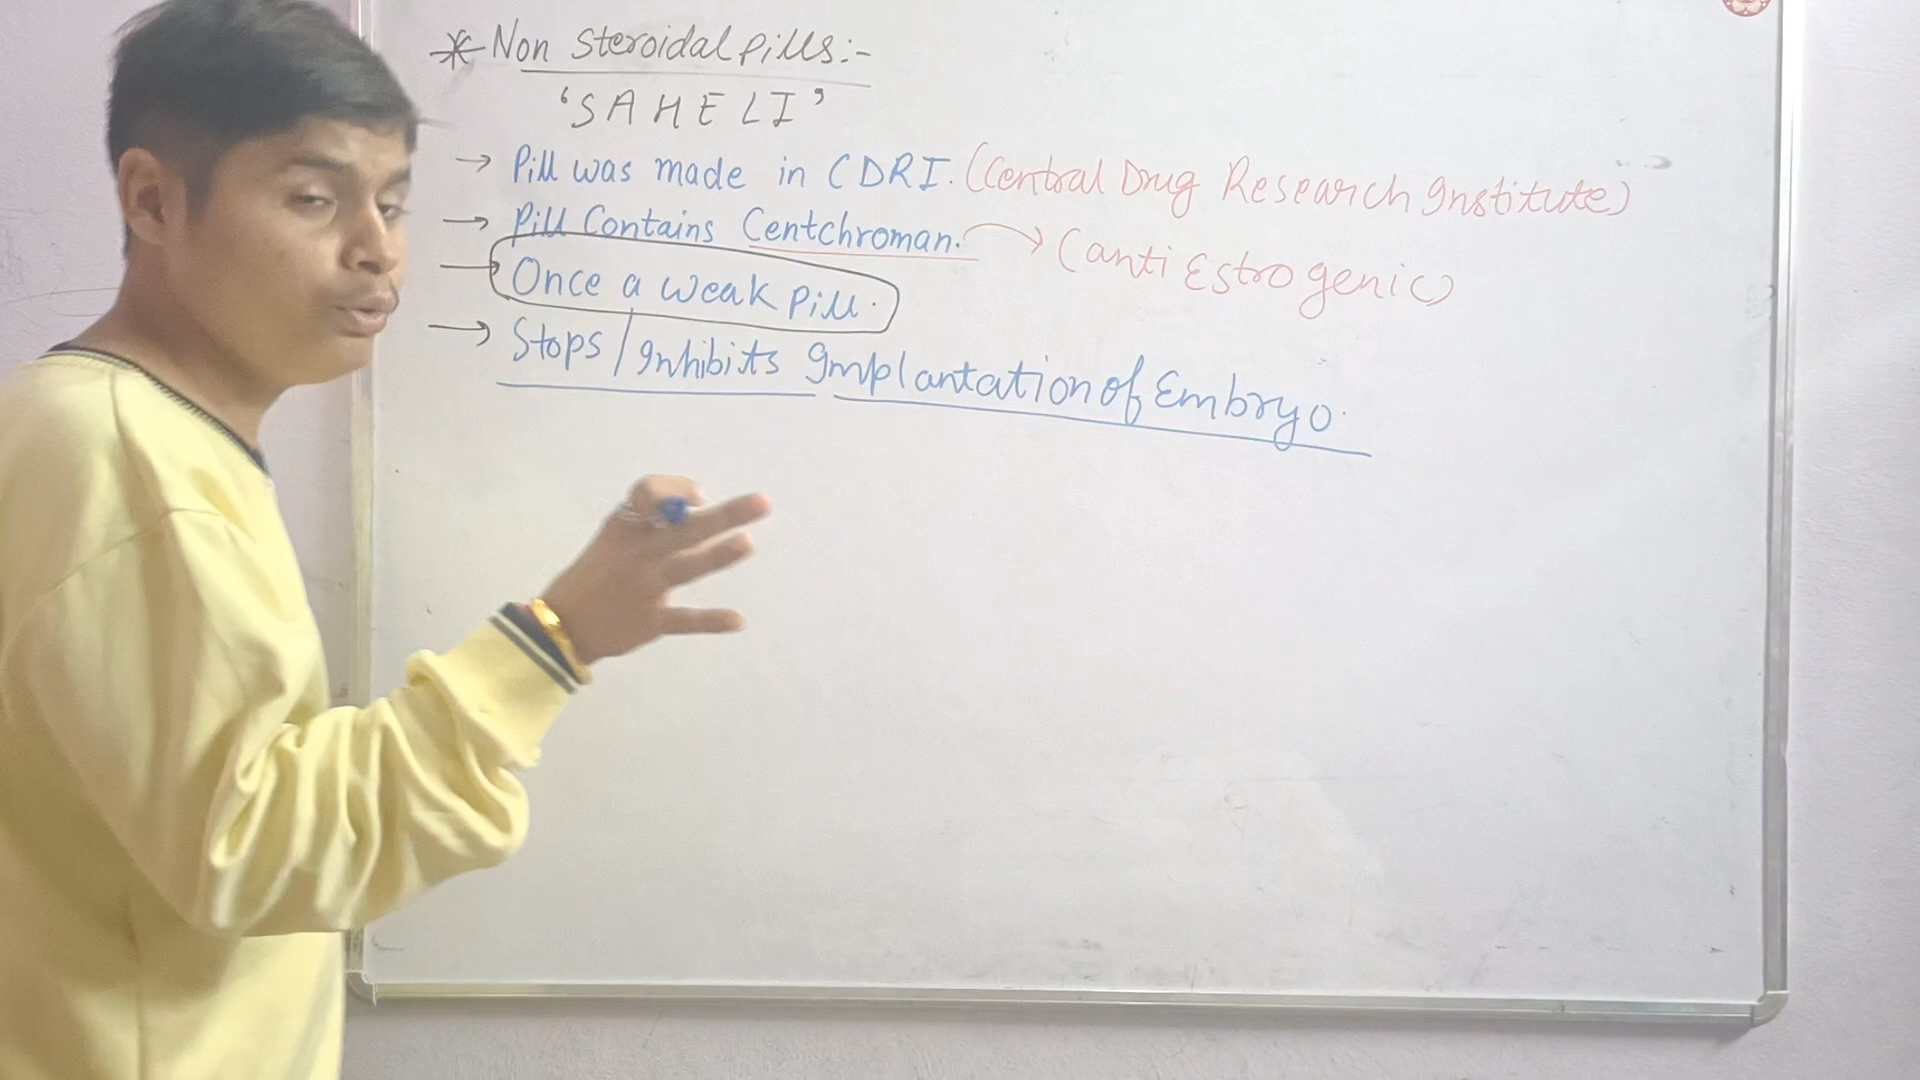 * Non Steroidal Pills:-
'SAHELI'
→ Pill was made in CDRI. (Central Drug Research Institute)
→ Pill Contains Centchroman. → (anti Estrogenic)
→ Once a weak Pill.
→ Stops/Inhibits Implantation of Embryo.